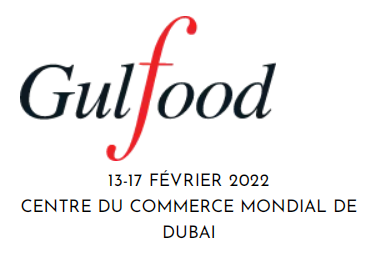 Gulfood
13-17 FÉVRIER 2022
CENTRE DU COMMERCE MONDIAL DE
DUBAI